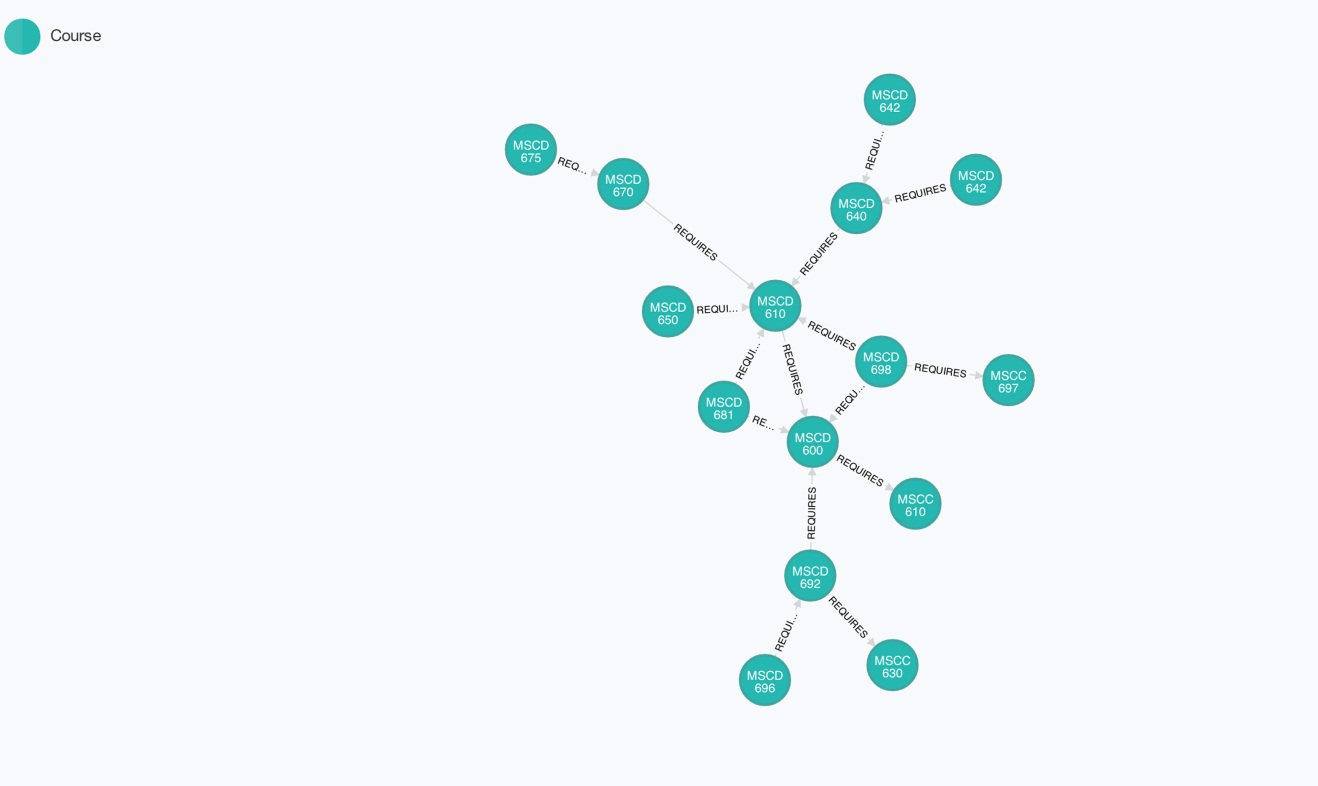 Course
MSCD
642
MSCD
675
REQ...
REQUI...
MSCD
670
MSCD
642
REQUIRES
MSCD
640
REQUIRES
REQUIRES
MSCD
610
MSCD
650
REQUI...
REQUIRES
REQUI...
REQUIRES
MSCD
698
REQUIRES
MSCC
697
MSCD
681
REQU...
RE...
MSCD
600
REQUIRES
MSCC
610
REQUIRES
MSCD
692
REQUI...
REQUIRES
MSCC
630
MSCD
696